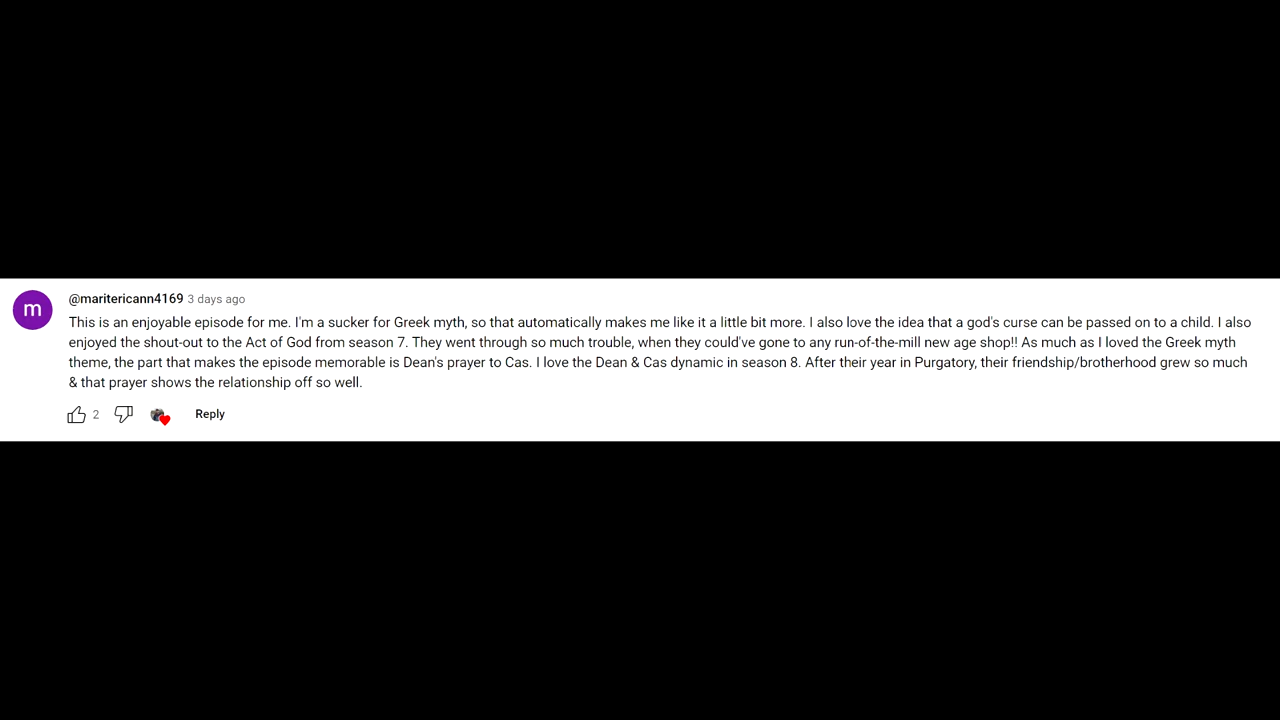 m
@maritericann4169 3 days ago
This is an enjoyable episode for me. I'm a sucker for Greek myth, so that automatically makes me like it a little bit more. I also love the idea that a god's curse can be passed on to a child. I also
enjoyed the shout-out to the Act of God from season 7. They went through so much trouble, when they could've gone to any run-of-the-mill new age shop!! As much as I loved the Greek myth
theme, the part that makes the episode memorable is Dean's prayer to Cas. I love the Dean & Cas dynamic in season 8. After their year in Purgatory, their friendship/brotherhood grew so much
& that prayer shows the relationship off so well.
2 Reply